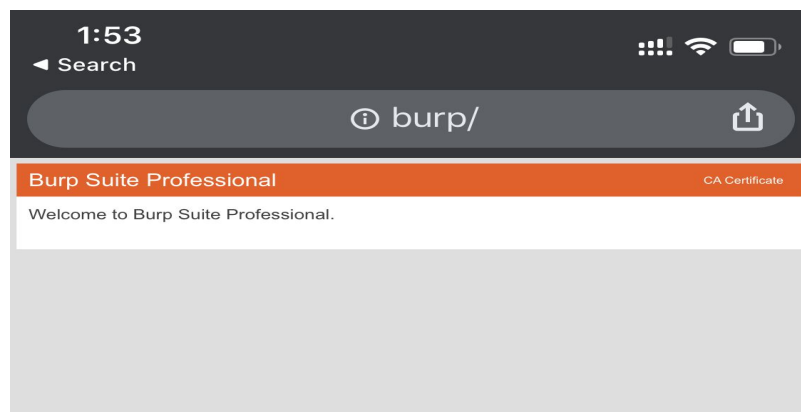 1:53
◄ Search
burp/
Burp Suite Professional
CA Certificate
Welcome to Burp Suite Professional.